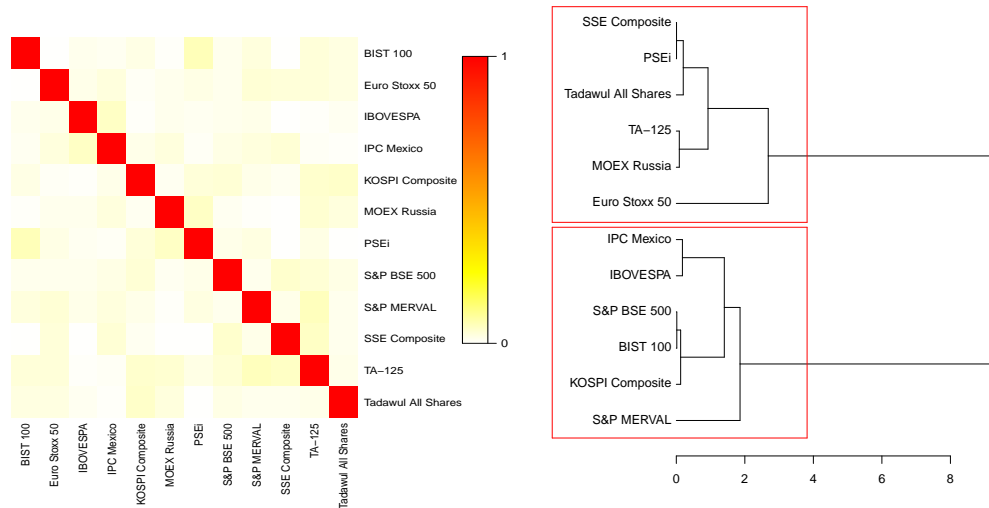 BIST 100
Euro Stoxx 50
IBOVESPA
IPC Mexico
KOSPI Composite
MOEX Russia
PSEi
S&P BSE 500
S&P MERVAL
SSE Composite
TA−125
Tadawul All Shares
BIST 100
Euro Stoxx 50
IBOVESPA
IPC Mexico
KOSPI Composite
MOEX Russia
PSEi
S&P BSE 500
S&P MERVAL
SSE Composite
TA−125
Tadawul All Shares
1
0
SSE Composite
PSEi
Tadawul All Shares
TA−125
MOEX Russia
Euro Stoxx 50
IPC Mexico
IBOVESPA
S&P BSE 500
BIST 100
KOSPI Composite
S&P MERVAL
0 2 4 6 8